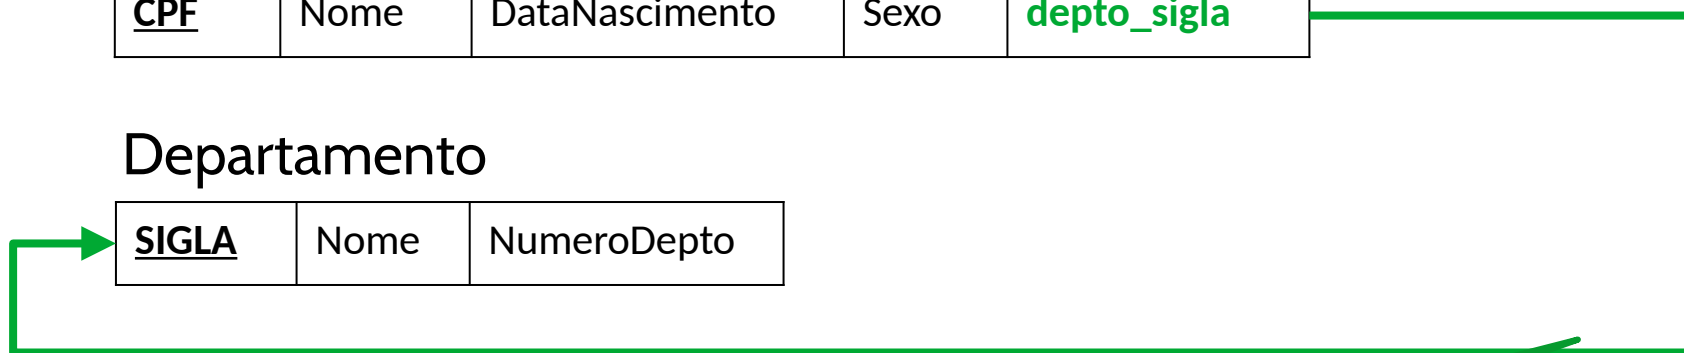 CPF Nome DataNascimento Sexo depto_sigla
Departamento
SIGLA Nome NumeroDepto